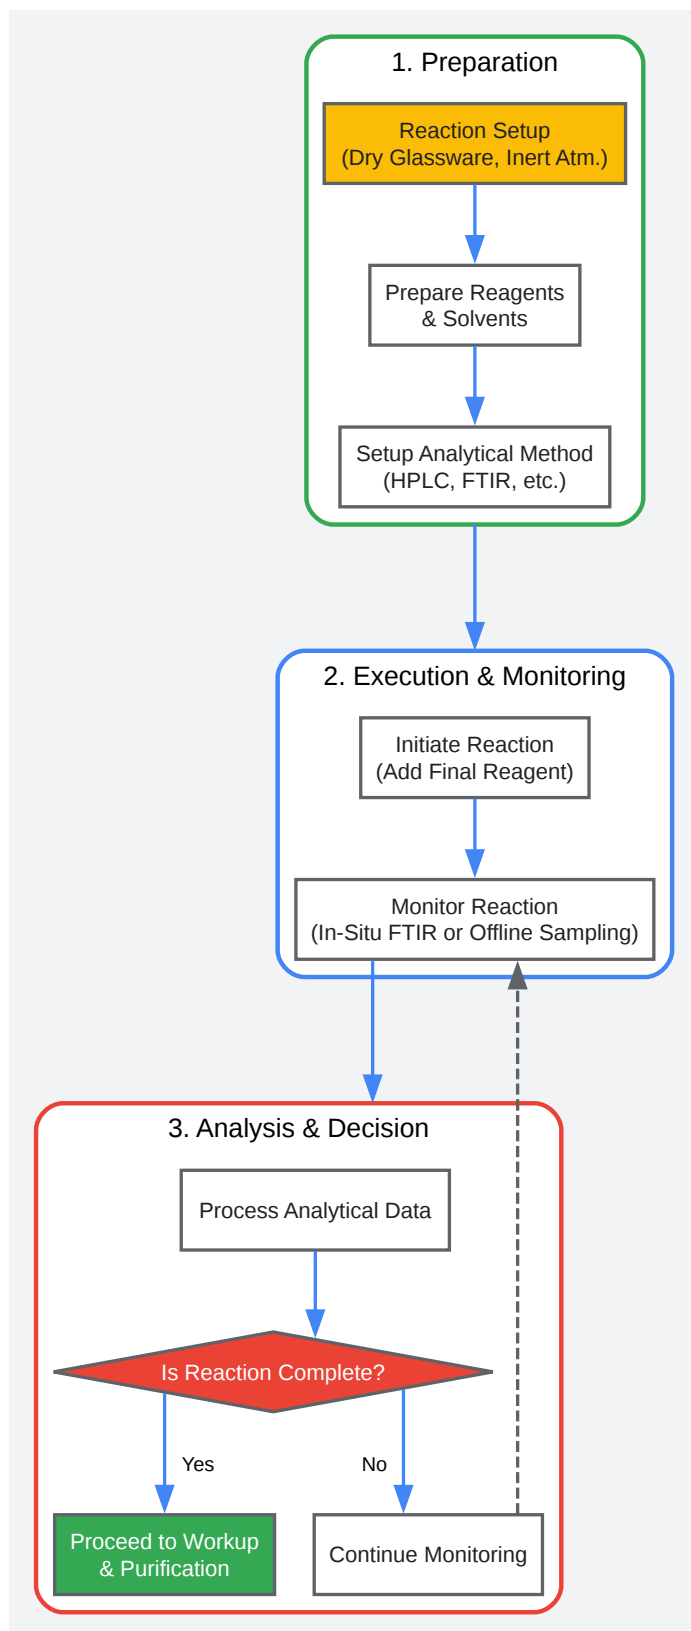 1. Preparation
Reaction Setup
(Dry Glassware, Inert Atm.)
Prepare Reagents
& Solvents
Setup Analytical Method
(HPLC, FTIR, etc.)
2. Execution & Monitoring
Initiate Reaction
(Add Final Reagent)
Monitor Reaction
(In-Situ FTIR or Offline Sampling)
3. Analysis & Decision
Process Analytical Data
Is Reaction Complete?
Yes
No
Proceed to Workup
& Purification
Continue Monitoring